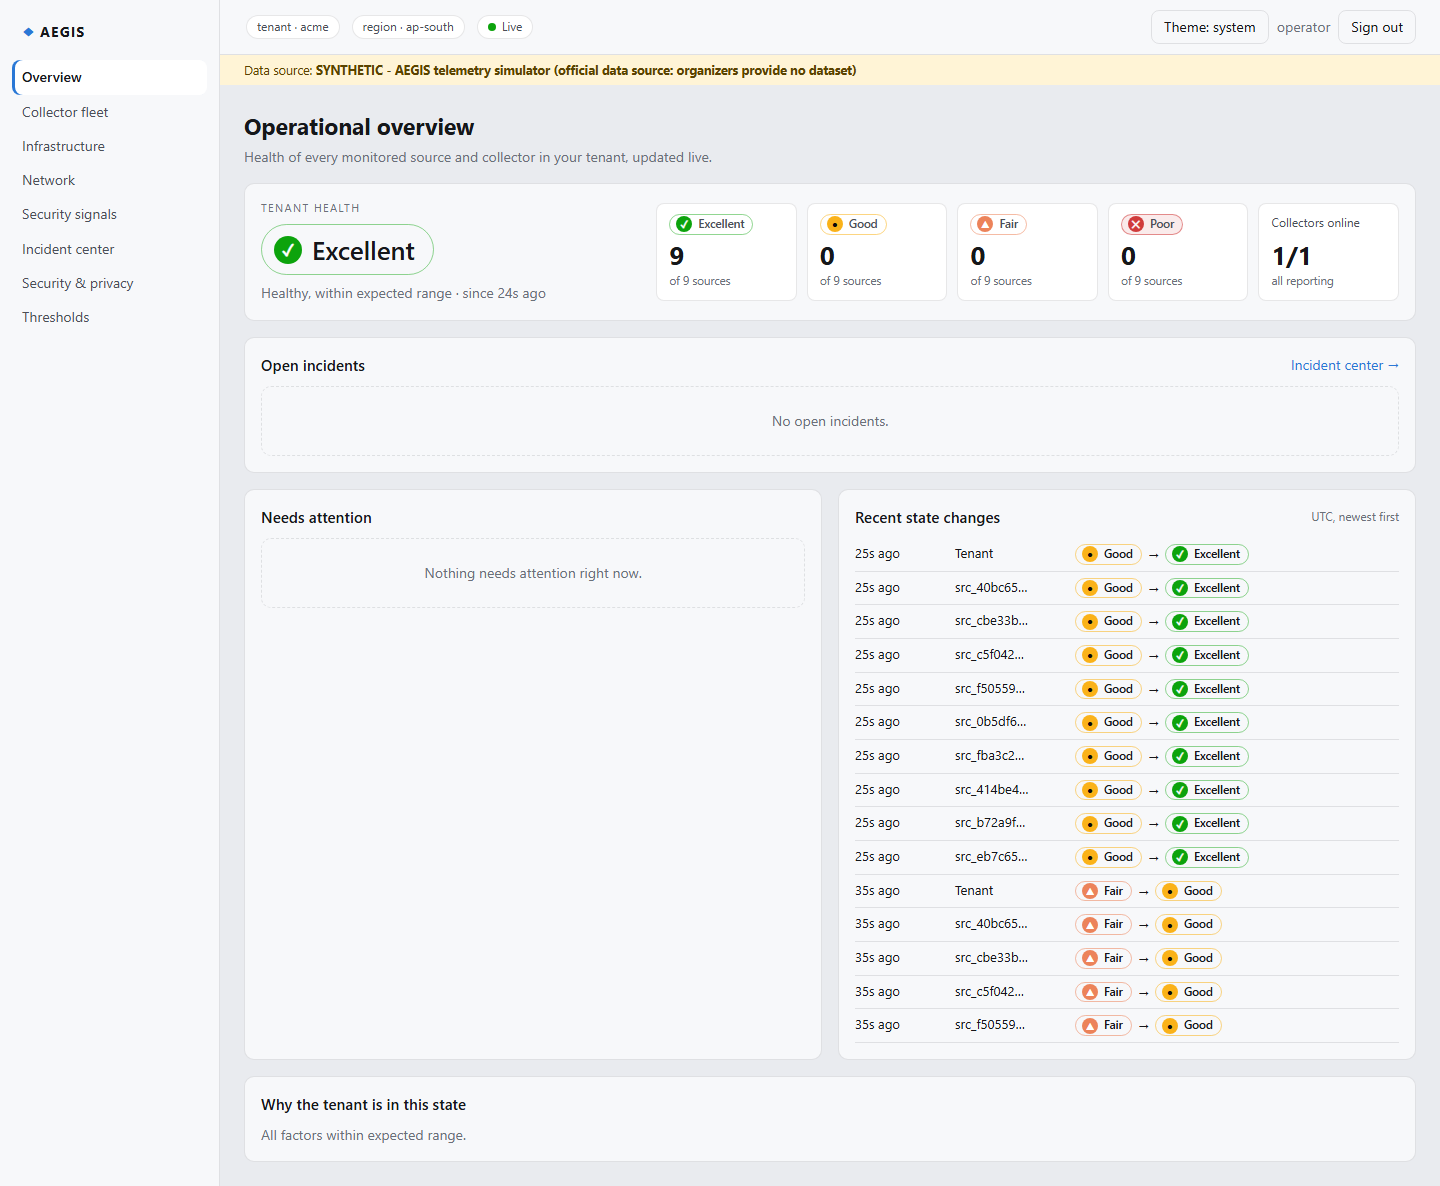 AEGIS
Overview
Collector fleet
Infrastructure
Network
Security signals
Incident center
Security & privacy
Thresholds
tenant · acme
region · ap-south
Live
Theme: system
operator
Sign out
Data source: SYNTHETIC - AEGIS telemetry simulator (official data source: organizers provide no dataset)
Operational overview
Health of every monitored source and collector in your tenant, updated live.
TENANT HEALTH
Excellent
Healthy, within expected range · since 24s ago
Excellent
9
of 9 sources
Good
0
of 9 sources
Fair
0
of 9 sources
Poor
0
of 9 sources
Collectors online
1/1
all reporting
Open incidents
Incident center →
No open incidents.
Needs attention
Nothing needs attention right now.
Recent state changes
UTC, newest first
25s ago Tenant Good → Excellent
25s ago src_40bc65... Good → Excellent
25s ago src_cbe33b... Good → Excellent
25s ago src_c5f042... Good → Excellent
25s ago src_f50559... Good → Excellent
25s ago src_0b5df6... Good → Excellent
25s ago src_fba3c2... Good → Excellent
25s ago src_414be4... Good → Excellent
25s ago src_b72a9f... Good → Excellent
25s ago src_eb7c65... Good → Excellent
35s ago Tenant Fair → Good
35s ago src_40bc65... Fair → Good
35s ago src_cbe33b... Fair → Good
35s ago src_c5f042... Fair → Good
35s ago src_f50559... Fair → Good
Why the tenant is in this state
All factors within expected range.